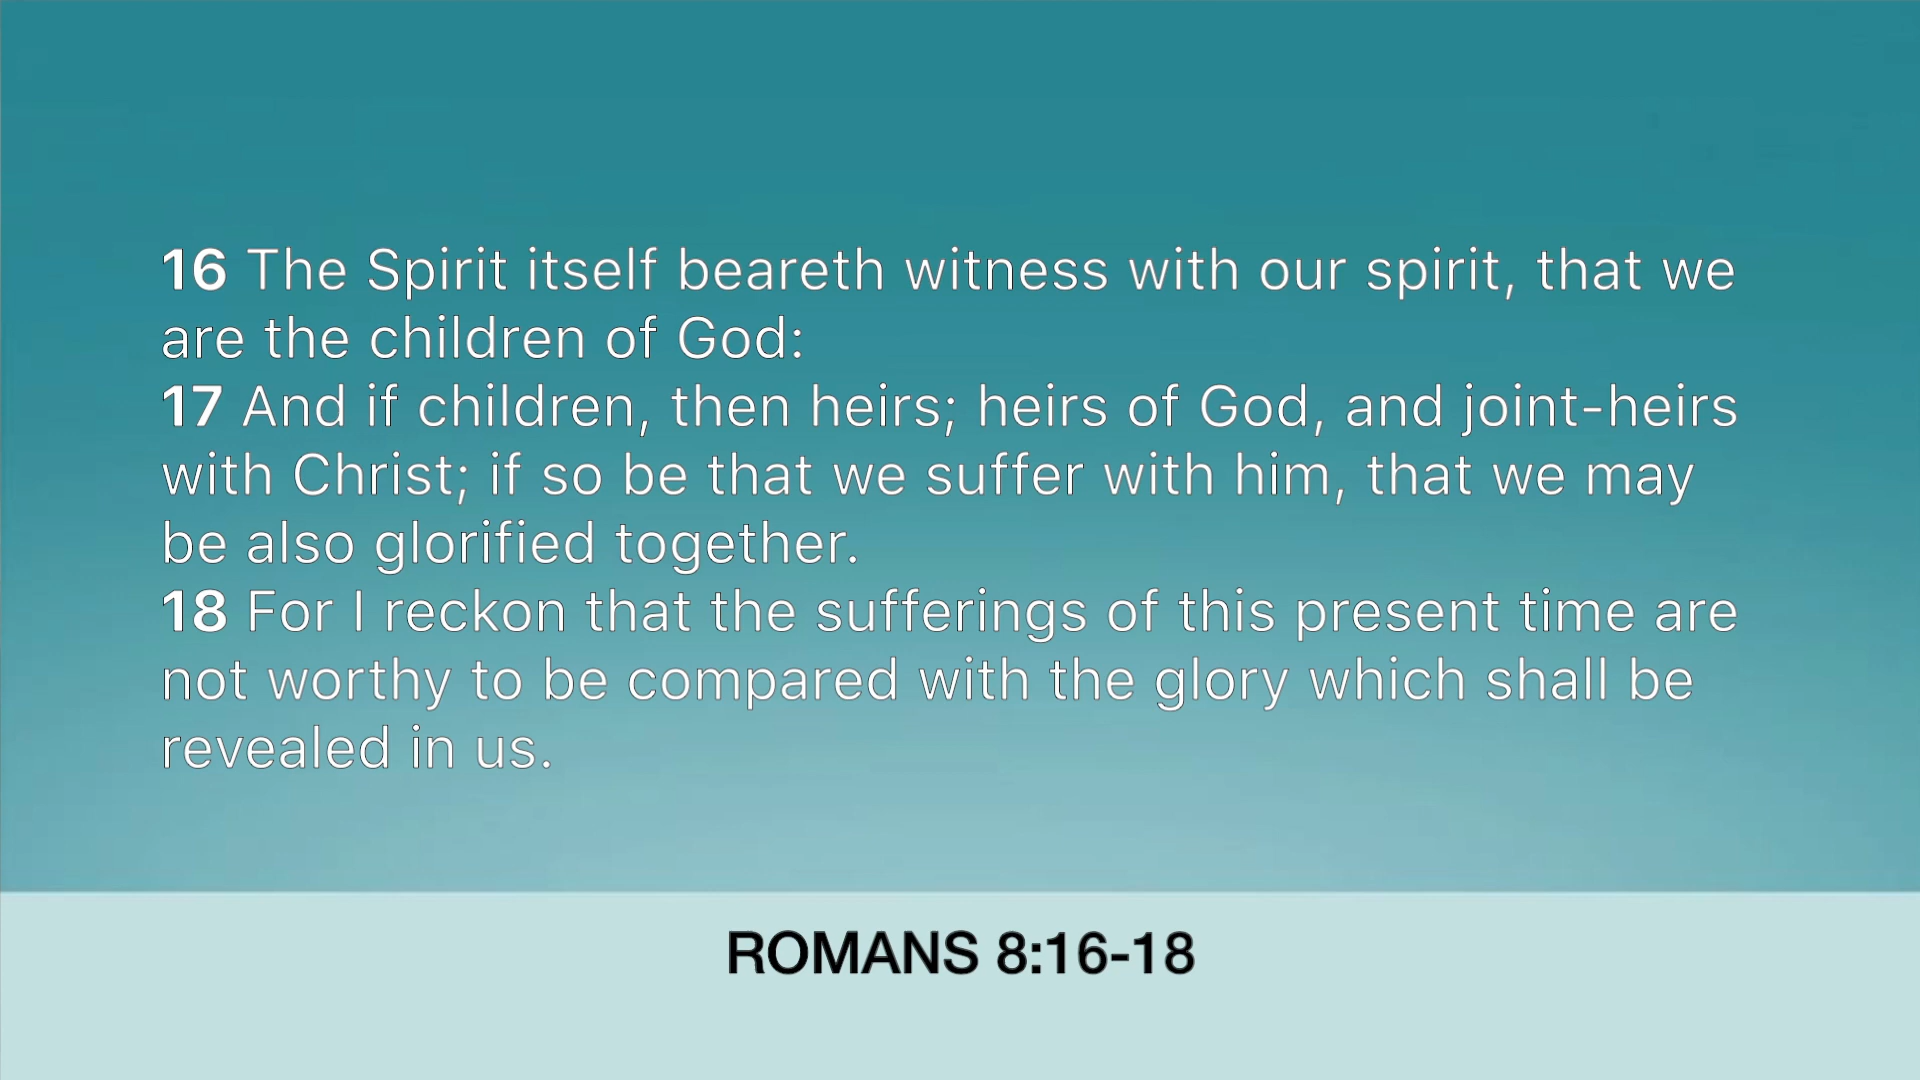 16 The Spirit itself beareth witness with our spirit, that we
are the children of God:
17 And if children, then heirs; heirs of God, and joint-heirs
with Christ; if so be that we suffer with him, that we may
be also glorified together.
18 For I reckon that the sufferings of this present time are
not worthy to be compared with the glory which shall be
revealed in us.
ROMANS 8:16-18